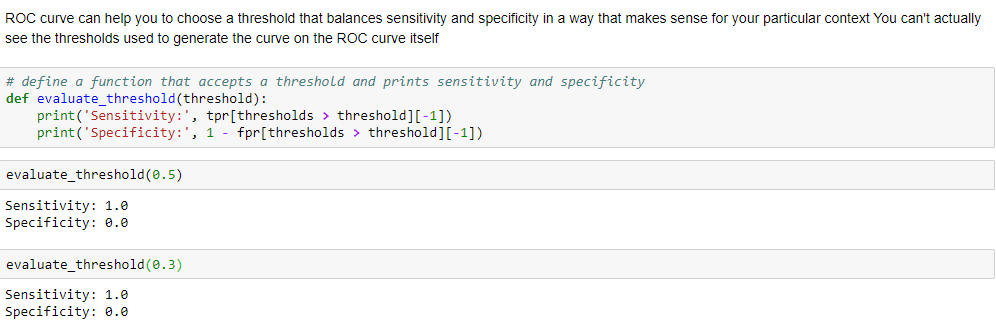 ROC curve can help you to choose a threshold that balances sensitivity and specificity in a way that makes sense for your particular context You can't actually
see the thresholds used to generate the curve on the ROC curve itself
# define a function that accepts a threshold and prints sensitivity and specificity
def evaluate_threshold(threshold):
    print('Sensitivity:', tpr[thresholds > threshold][-1])
    print('Specificity:', 1 - fpr[thresholds > threshold][-1])
evaluate_threshold(0.5)
Sensitivity: 1.0
Specificity: 0.0
evaluate_threshold(0.3)
Sensitivity: 1.0
Specificity: 0.0